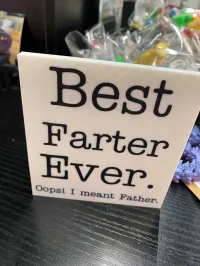 Best
Farter
Ever.
Oops! I meant Father.